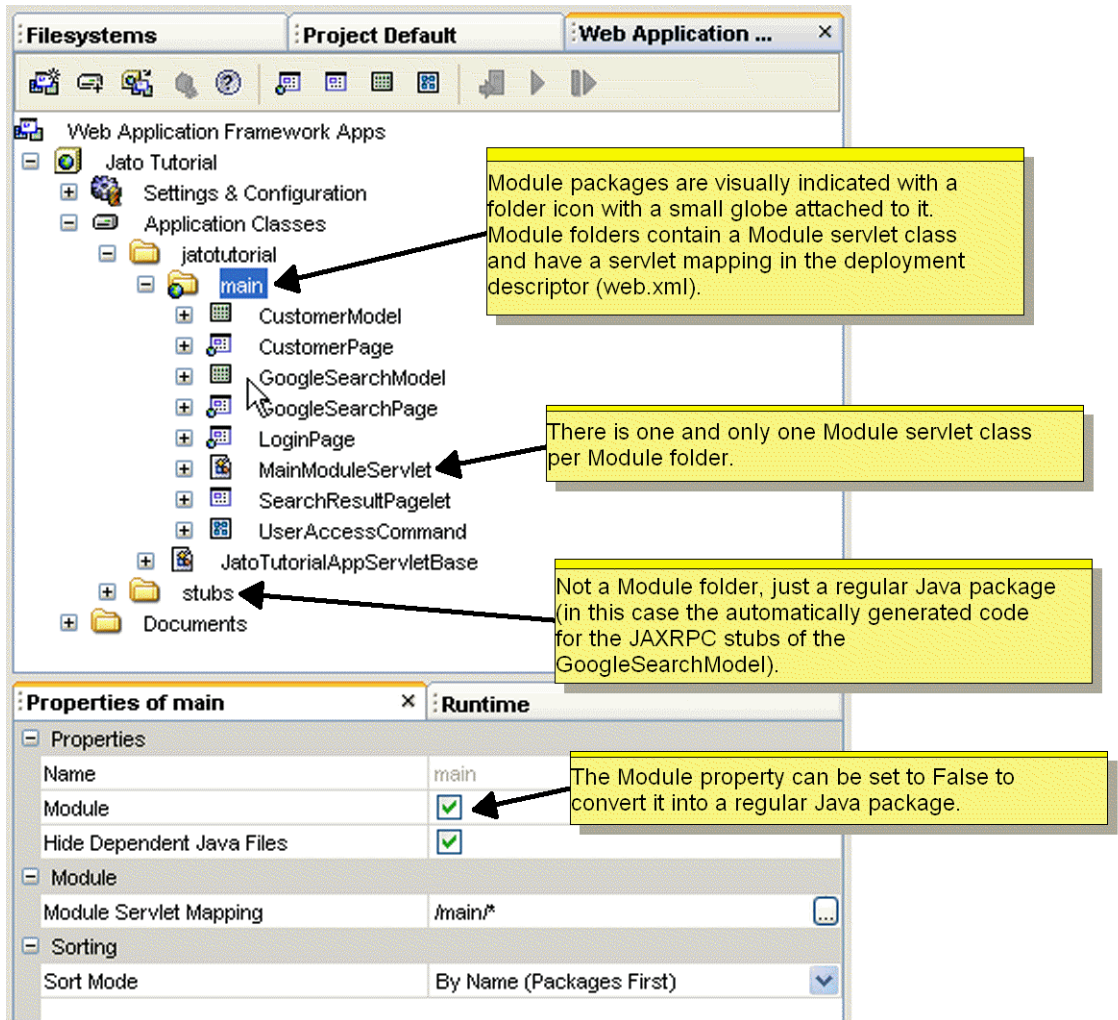 Filesystems
Project Default
Web Application ...
Web Application Framework Apps
Jato Tutorial
Settings & Configuration
Application Classes
jatotutorial
main
CustomerModel
CustomerPage
GoogleSearchModel
GoogleSearchPage
LoginPage
MainModuleServlet
SearchResultPagelet
UserAccessCommand
JatoTutorialAppServletBase
stubs
Documents
Module packages are visually indicated with a
folder icon with a small globe attached to it.
Module folders contain a Module servlet class
and have a servlet mapping in the deployment
descriptor (web.xml).
There is one and only one Module servlet class
per Module folder.
Not a Module folder, just a regular Java package
(in this case the automatically generated code
for the JAXRPC stubs of the
GoogleSearchModel).
Properties of main
Runtime
Properties
Name
main
Module
Hide Dependent Java Files
The Module property can be set to False to
convert it into a regular Java package.
Module
Module Servlet Mapping
/main/*
...
Sorting
Sort Mode
By Name (Packages First)